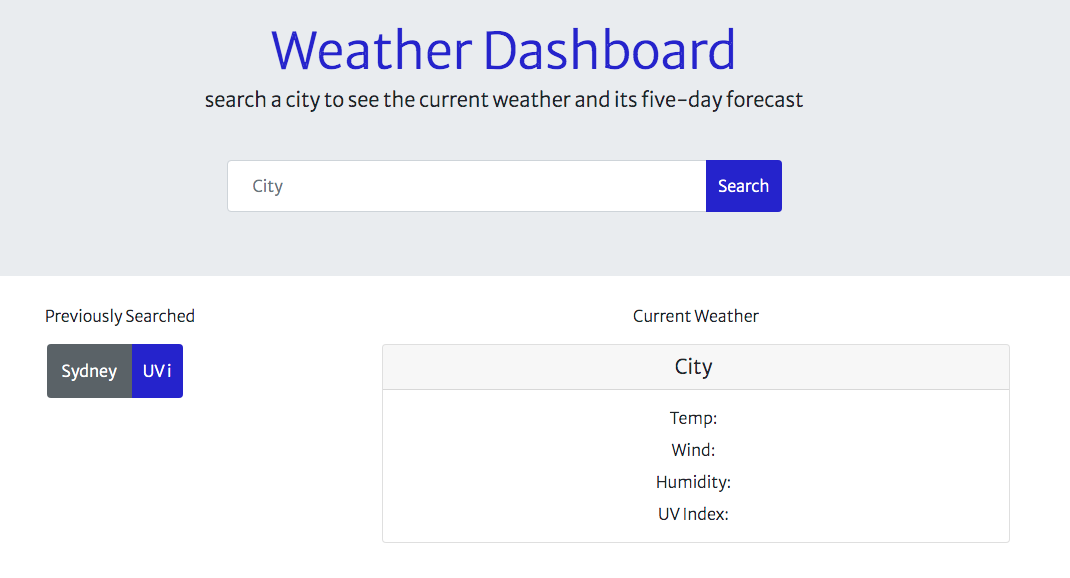 Weather Dashboard
search a city to see the current weather and its five-day forecast
City
Search
Previously Searched
Sydney
UV i
Current Weather
City
Temp:
Wind:
Humidity:
UV Index: